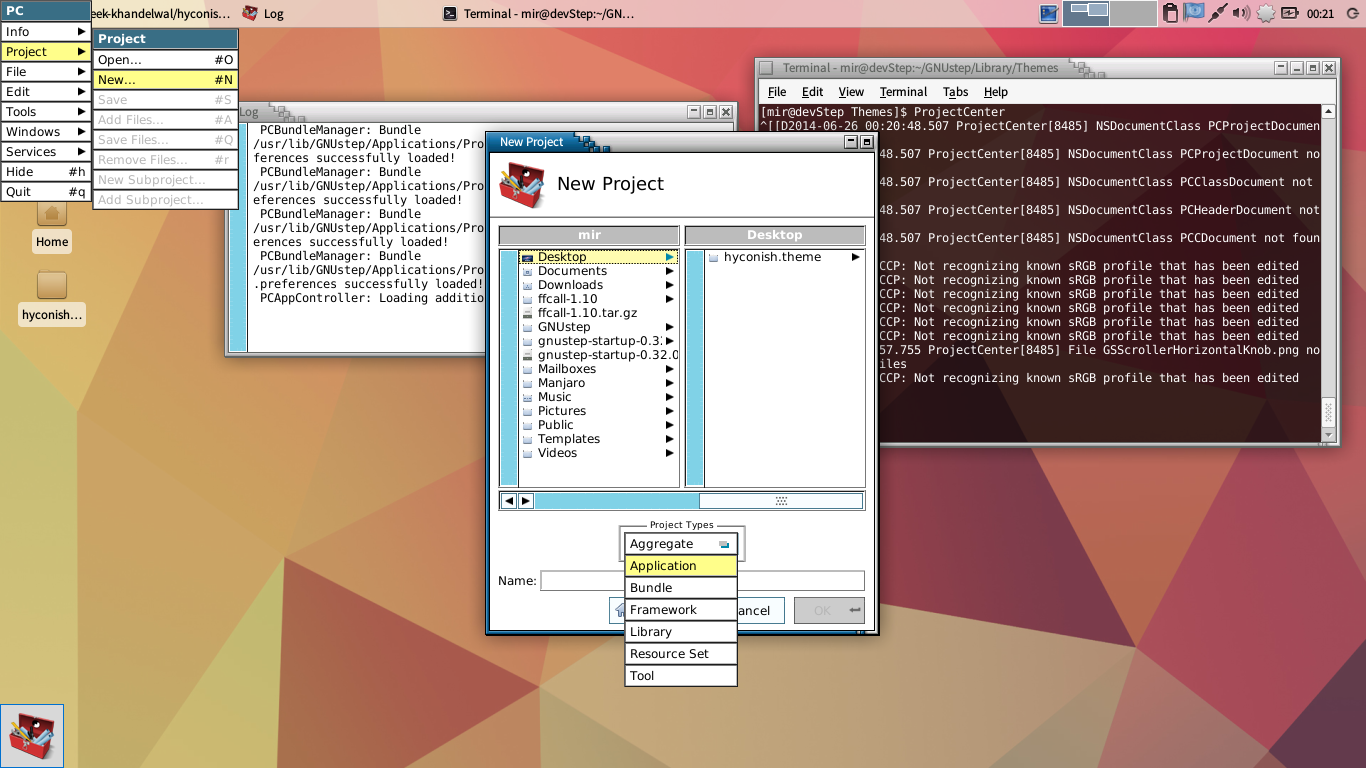 PC
eek-khandelwal/hyconis...
Log
Terminal - mir@devStep:~/GN...
00:21
Info
Project
File
Edit
Tools
Windows
Services
Hide #h
Quit #q
Project
Open... #O
New... #N
Save #S
Add Files... #A
Save Files... #Q
Remove Files... #r
New Subproject...
Add Subproject...
Home
hyconish...
Log
PCBundleManager: Bundle
/usr/lib/GNUstep/Applications/Pro
ferences successfully loaded!
PCBundleManager: Bundle
/usr/lib/GNUstep/Applications/Pro
eferences successfully loaded!
PCBundleManager: Bundle
/usr/lib/GNUstep/Applications/Pro
erences successfully loaded!
PCBundleManager: Bundle
/usr/lib/GNUstep/Applications/Pro
.preferences successfully loaded!
PCAppController: Loading additio
New Project
New Project
mir
Desktop
Desktop
Documents
Downloads
ffcall-1.10
ffcall-1.10.tar.gz
GNUstep
gnustep-startup-0.32
gnustep-startup-0.32.0
Mailboxes
Manjaro
Music
Pictures
Public
Templates
Videos
hyconish.theme
Project Types
Aggregate
Application
Bundle
Framework
Library
Resource Set
Tool
Name:
ancel
OK
Terminal - mir@devStep:~/GNUstep/Library/Themes
File Edit View Terminal Tabs Help
[mir@devStep Themes]$ ProjectCenter
^[[D2014-06-26 00:20:48.507 ProjectCenter[8485] NSDocumentClass PCProjectDocumen
48.507 ProjectCenter[8485] NSDocumentClass PCProjectDocument no
48.507 ProjectCenter[8485] NSDocumentClass PCClassDocument not
48.507 ProjectCenter[8485] NSDocumentClass PCHeaderDocument not
48.507 ProjectCenter[8485] NSDocumentClass PCCDocument not foun
CCP: Not recognizing known sRGB profile that has been edited
CCP: Not recognizing known sRGB profile that has been edited
CCP: Not recognizing known sRGB profile that has been edited
CCP: Not recognizing known sRGB profile that has been edited
CCP: Not recognizing known sRGB profile that has been edited
CCP: Not recognizing known sRGB profile that has been edited
57.755 ProjectCenter[8485] File GSScrollerHorizontalKnob.png no
iles
CCP: Not recognizing known sRGB profile that has been edited